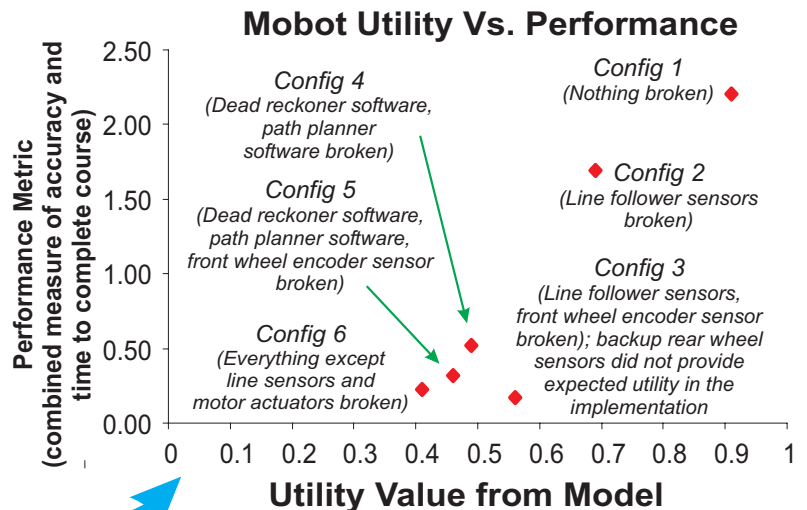 Mobot Utility Vs. Performance
Performance Metric
(combined measure of accuracy and
time to complete course)
2.50
2.00
1.50
1.00
0.50
0.00
Config 4
(Dead reckoner software,
path planner
software broken)
Config 1
(Nothing broken)
Config 5
(Dead reckoner software,
path planner software,
front wheel encoder sensor
broken)
Config 2
(Line follower sensors
broken)
Config 6
(Everything except
line sensors and
motor actuators broken)
Config 3
(Line follower sensors,
front wheel encoder sensor
broken); backup rear wheel
sensors did not provide
expected utility in the
implementation
0 0.1 0.2 0.3 0.4 0.5 0.6 0.7 0.8 0.9 1
Utility Value from Model